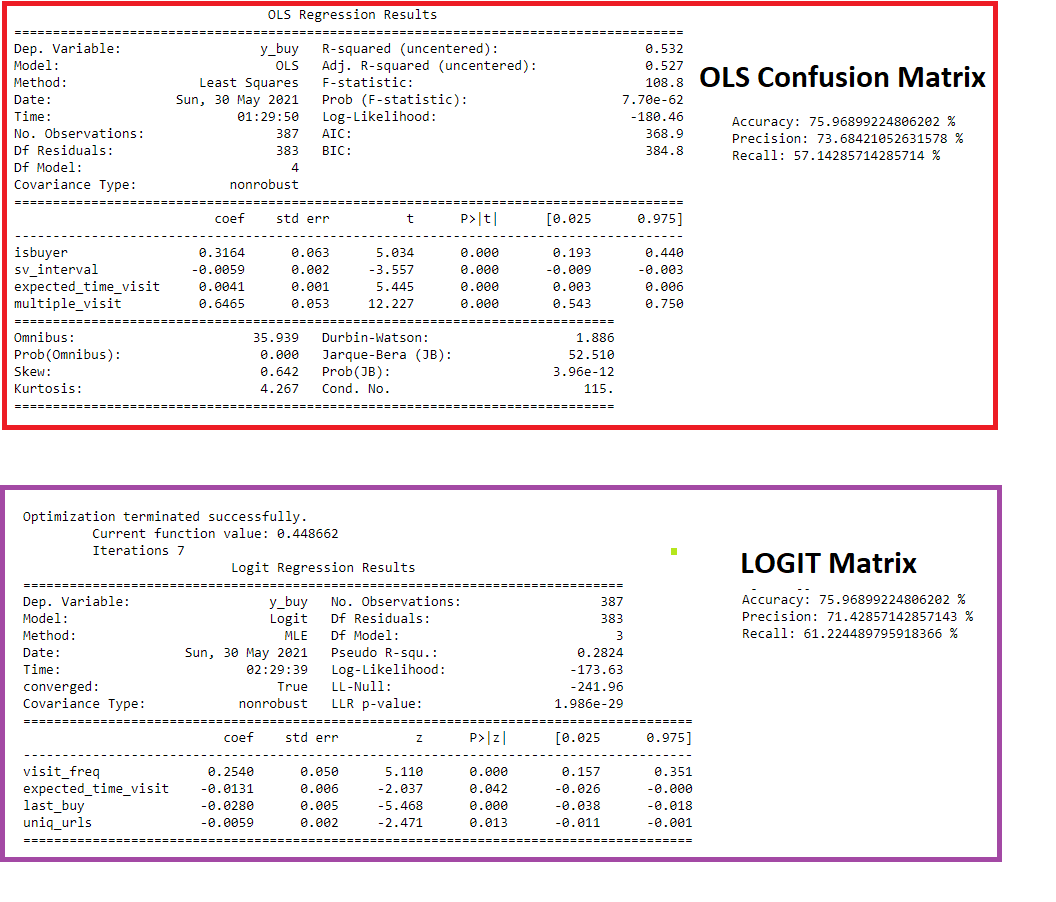 OLS Regression Results
==============================================================================
Dep. Variable: y_buy R-squared (uncentered): 0.532
Model: OLS Adj. R-squared (uncentered): 0.527
Method: Least Squares F-statistic: 108.8
Date: Sun, 30 May 2021 Prob (F-statistic): 7.70e-62
Time: 01:29:50 Log-Likelihood: -180.46
No. Observations: 387 AIC: 368.9
Df Residuals: 383 BIC: 384.8
Df Model: 4
Covariance Type: nonrobust
==============================================================================
coef std err t P>|t| [0.025 0.975]
------------------------------------------------------------------------------
isbuyer 0.3164 0.063 5.034 0.000 0.193 0.440
sv_interval -0.0059 0.002 -3.557 0.000 -0.009 -0.003
expected_time_visit 0.0041 0.001 5.445 0.000 0.003 0.006
multiple_visit 0.6465 0.053 12.227 0.000 0.543 0.750
==============================================================================
Omnibus: 35.939 Durbin-Watson: 1.886
Prob(Omnibus): 0.000 Jarque-Bera (JB): 52.510
Skew: 0.642 Prob(JB): 3.96e-12
Kurtosis: 4.267 Cond. No. 115.
==============================================================================
OLS Confusion Matrix
Accuracy: 75.96899224806202 %
Precision: 73.68421052631578 %
Recall: 57.14285714285714 %
Optimization terminated successfully.
Current function value: 0.448662
Iterations 7
Logit Regression Results
==============================================================================
Dep. Variable: y_buy No. Observations: 387
Model: Logit Df Residuals: 383
Method: MLE Df Model: 3
Date: Sun, 30 May 2021 Pseudo R-squ.: 0.2824
Time: 02:29:39 Log-Likelihood: -173.63
converged: True LL-Null: -241.96
Covariance Type: nonrobust LLR p-value: 1.986e-29
==============================================================================
coef std err z P>|z| [0.025 0.975]
------------------------------------------------------------------------------
visit_freq 0.2540 0.050 5.110 0.000 0.157 0.351
expected_time_visit -0.0131 0.006 -2.037 0.042 -0.026 -0.000
last_buy -0.0280 0.005 -5.468 0.000 -0.038 -0.018
uniq_urls -0.0059 0.002 -2.471 0.013 -0.011 -0.001
==============================================================================
LOGIT Matrix
Accuracy: 75.96899224806202 %
Precision: 71.42857142857143 %
Recall: 61.224489795918366 %